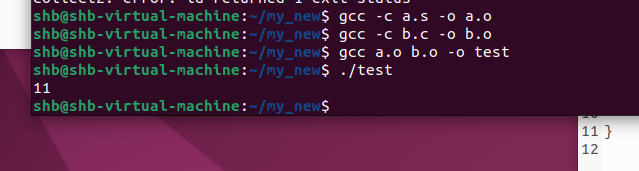 collect2: error: ld returned 1 exit status
shb@shb-virtual-machine:~/my_new$ gcc -c a.s -o a.o
shb@shb-virtual-machine:~/my_new$ gcc -c b.c -o b.o
shb@shb-virtual-machine:~/my_new$ gcc a.o b.o -o test
shb@shb-virtual-machine:~/my_new$ ./test
11
shb@shb-virtual-machine:~/my_new$
10
11 }
12